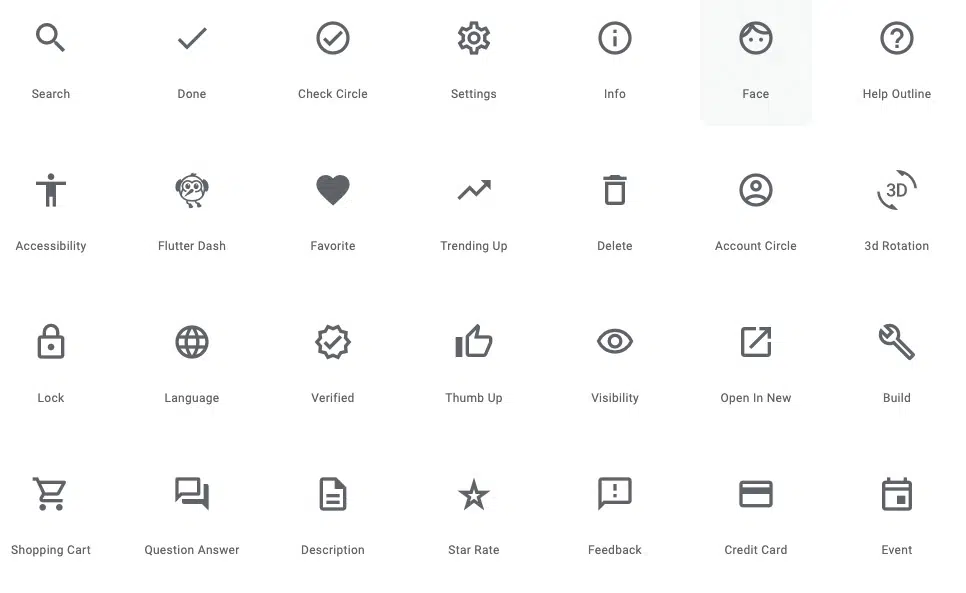 Search
Done
Check Circle
Settings
Info
Face
Help Outline
3D
Accessibility
Flutter Dash
Favorite
Trending Up
Delete
Account Circle
3d Rotation
Lock
Language
Verified
Thumb Up
Visibility
Open In New
Build
Shopping Cart
Question Answer
Description
Star Rate
Feedback
Credit Card
Event